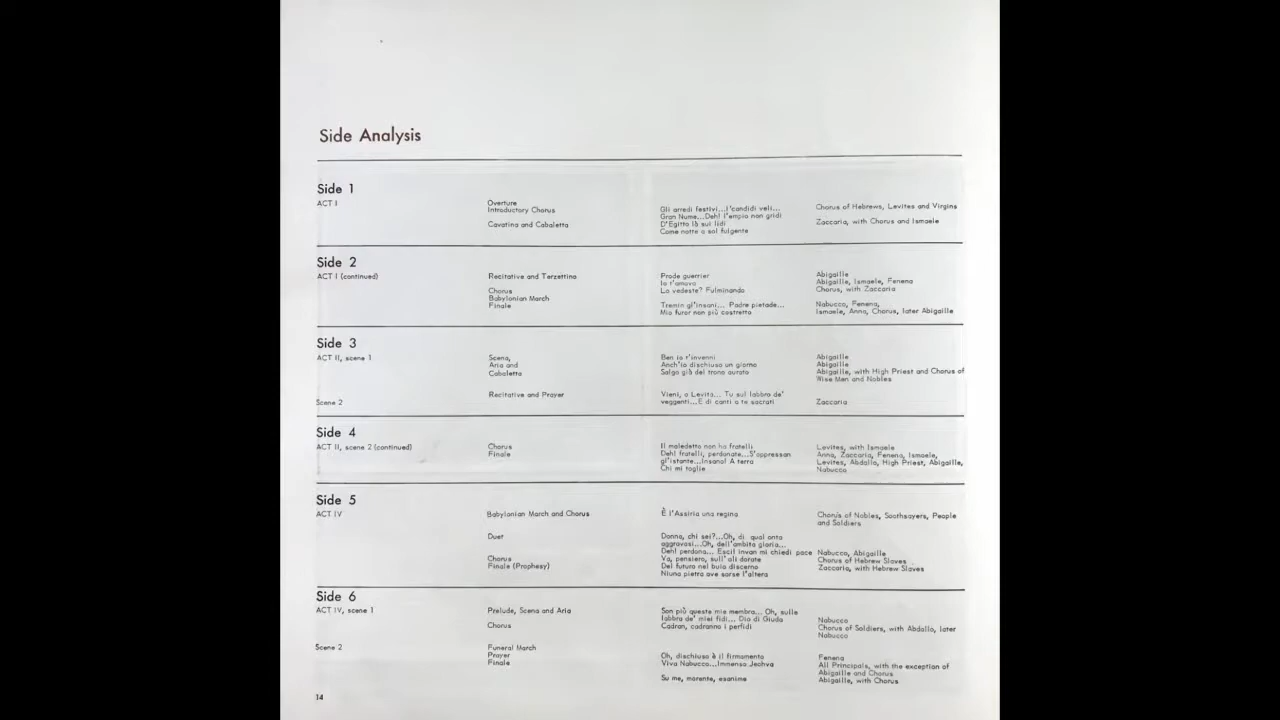 Side Analysis
Side 1
ACT I
Overture
Introductory Chorus
Gli arredi festivi...I'candidi veli...
Gran Nume...Deh! l'empio non gridi
Chorus of Hebrews, Levites and Virgins
Cavatina and Cabaletta
D'Egitto là sui lidi
Come notte a sol fulgente
Zaccaria, with Chorus and Ismaele
Side 2
ACT I (continued)
Recitative and Terzettino
Prode guerrier
Io t'amavo
Abigaille
Abigaille, Ismaele, Fenena
Chorus
Lo vedeste? Fulminando
Chorus, with Zaccaria
Babylonian March
Finale
Tremin gl'insani... Padre pietade...
Mio furor non più costretto
Nabucco, Fenena,
Ismaele, Anna, Chorus, later Abigaille
Side 3
ACT II, scene 1
Scena,
Aria and
Cabaletta
Ben io t'invenni
Anch'io dischiuso un giorno
Salgo già del trono aurato
Abigaille
Abigaille
Abigaille, with High Priest and Chorus of
Wise Man and Nobles
Scene 2
Recitative and Prayer
Vieni, o Levita... Tu sul labbro de'
veggenti...E di canti a te sacrati
Zaccaria
Side 4
ACT II, scene 2 (continued)
Chorus
Finale
Il maledetto non ha fratelli
Deh! fratelli, perdonate...S'appressan
gl'istante...Insano! A terra
Chi mi toglie
Levites, with Ismaele
Anna, Zaccaria, Fenena, Ismaele,
Levites, Abdallo, High Priest, Abigaille,
Nabucco
Side 5
ACT IV
Babylonian March and Chorus
È l'Assiria una regina
Chorus of Nobles, Soothsayers, People
and Soldiers
Duet
Donna, chi sei?...Oh, di qual onta
aggravasi...Oh, dell'ambita gloria...
Deh! perdona... Esci! invan mi chiedi pace
Nabucco, Abigaille
Chorus
Va, pensiero, sull'ali dorate
Chorus of Hebrew Slaves
Finale (Prophesy)
Del futuro nel buio discerno
Niuna pietra ove sorse l'altera
Zaccaria, with Hebrew Slaves
Side 6
ACT IV, scene 1
Prelude, Scena and Aria
Son più queste mie membra... Oh, sulle
labbra de' miei fidi... Dio di Giuda
Nabucco
Chorus
Cadran, cadranno i perfidi
Chorus of Soldiers, with Abdallo, later
Nabucco
Scene 2
Funeral March
Prayer
Finale
Oh, dischiuso è il firmamento
Viva Nabucco...Immenso Jeohva
Su me, morente, esanime
Fenena
All Principals, with the exception of
Abigaille and Chorus
Abigaille, with Chorus
14